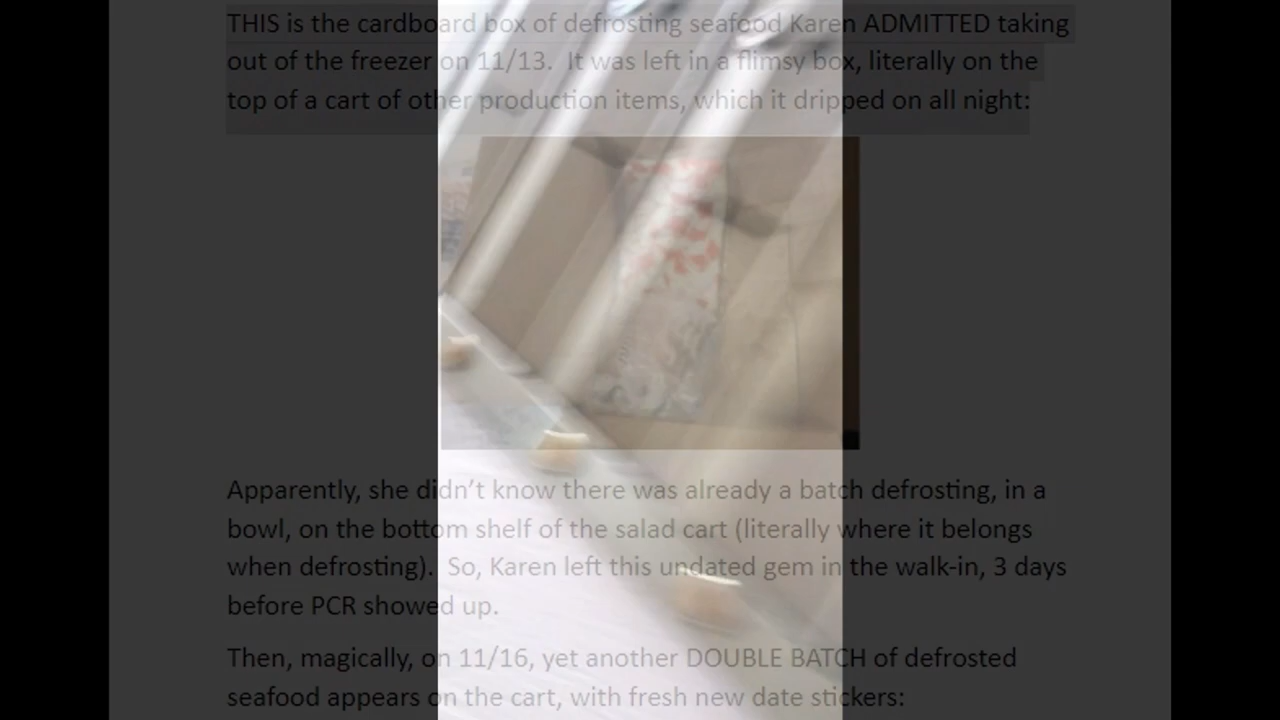 THIS is the cardboard box of defrosting seafood Karen ADMITTED taking
out of the freezer on 11/13.  It was left in a flimsy box, literally on the
top of a cart of other production items, which it dripped on all night:
Apparently, she didn’t know there was already a batch defrosting, in a
bowl, on the bottom shelf of the salad cart (literally where it belongs
when defrosting).  So, Karen left this undated gem in the walk-in, 3 days
before PCR showed up.
Then, magically, on 11/16, yet another DOUBLE BATCH of defrosted
seafood appears on the cart, with fresh new date stickers: